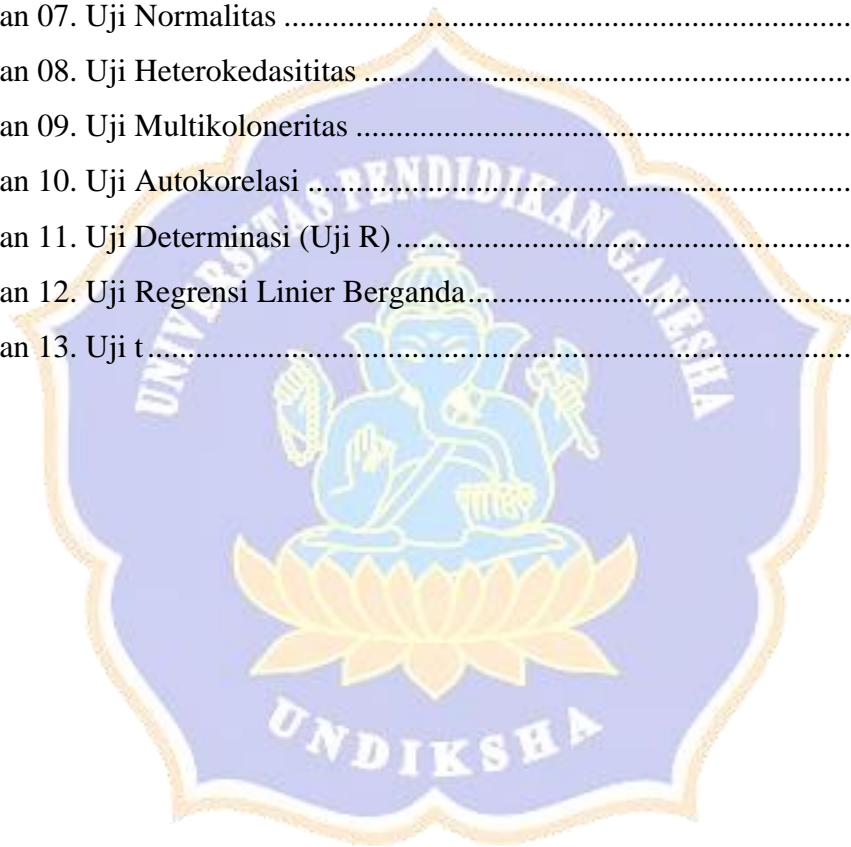 an 07. Uji Normalitas ................................................................................
an 08. Uji Heterokedasititas ......................................................................
an 09. Uji Multikoloneritas .......................................................................
an 10. Uji Autokorelasi .............................................................................
an 11. Uji Determinasi (Uji R) ..................................................................
an 12. Uji Regrensi Linier Berganda..........................................................
an 13. Uji t .................................................................................................
UNIVERSITAS PENDIDIKAN GANESHA
UNDIKSHA